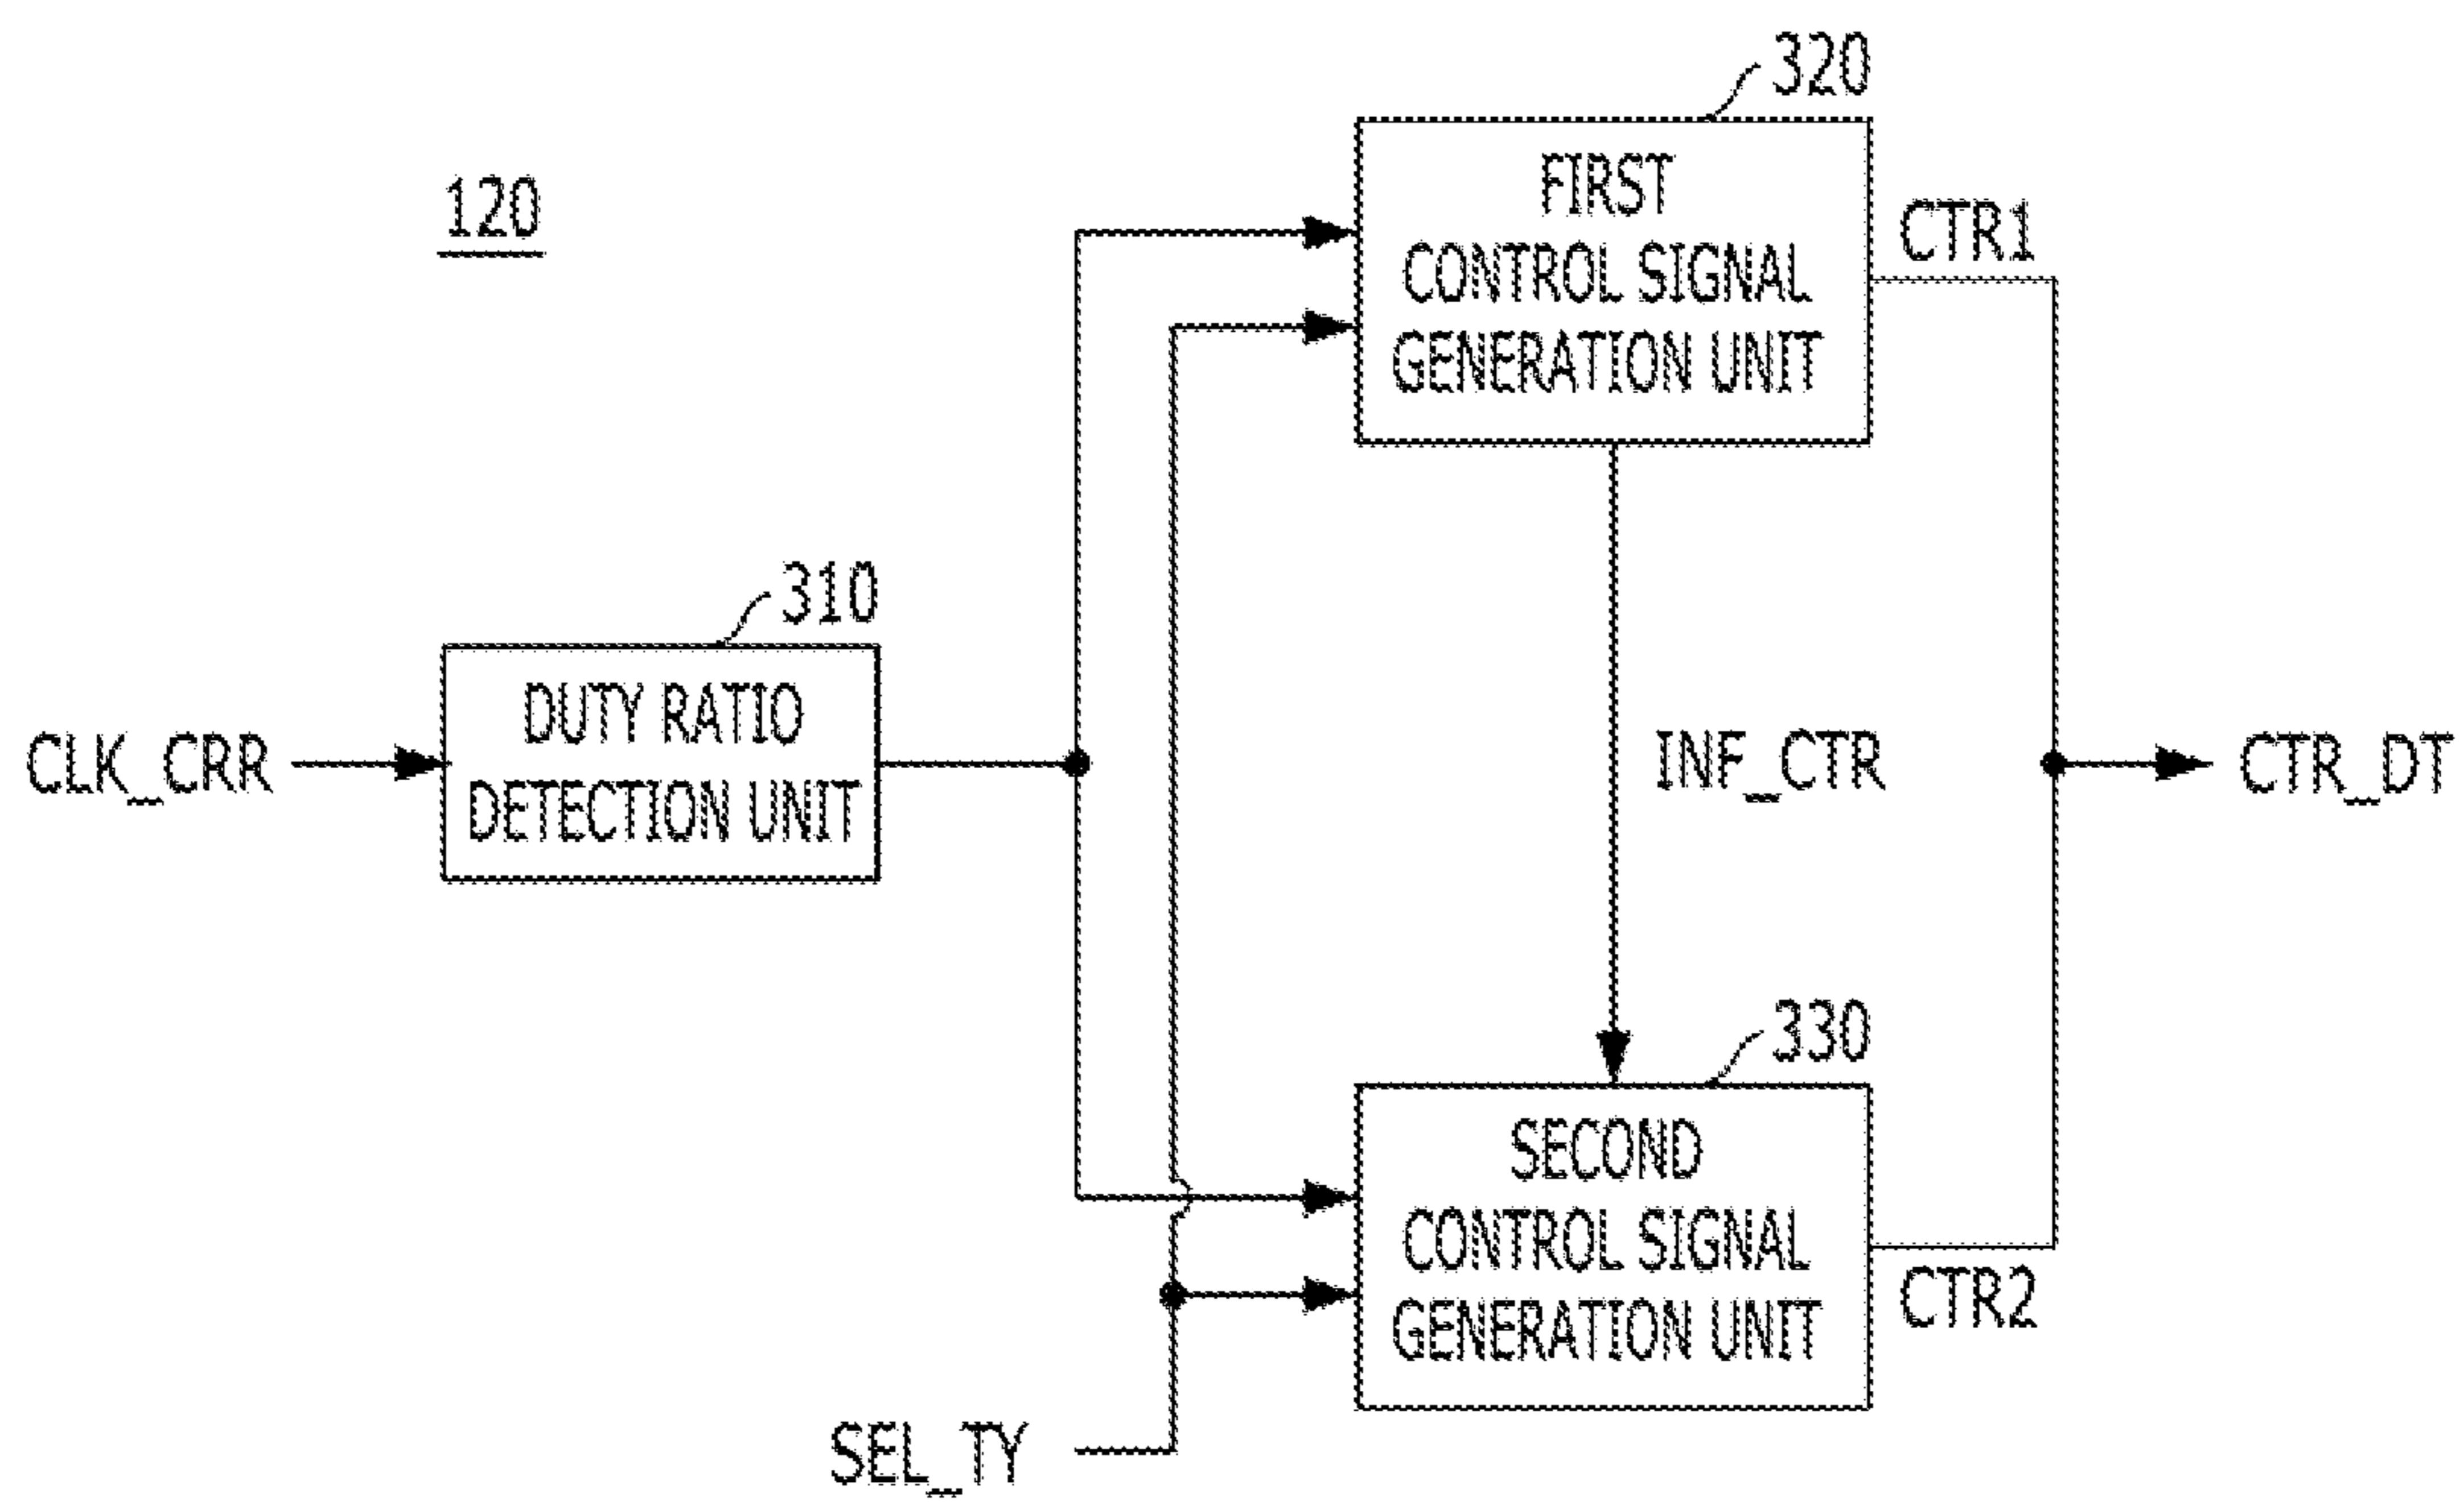 320
FIRST
CONTROL SIGNAL
GENERATION UNIT
120
CTR1
310
DUTY RATIO
DETECTION UNIT
CLK_CRR
INF_CTR
CTR_DT
330
SECOND
CONTROL SIGNAL
GENERATION UNIT
CTR2
SEL_TY